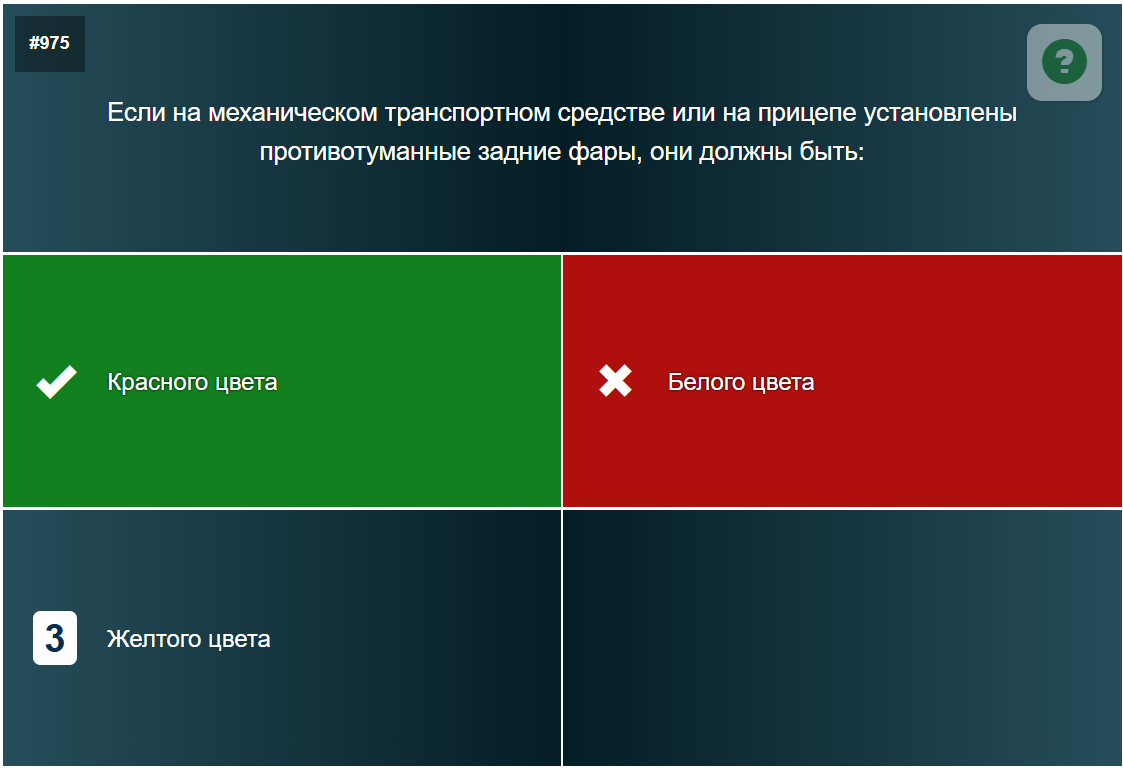 #975
?
Если на механическом транспортном средстве или на прицепе установлены
противотуманные задние фары, они должны быть:
Красного цвета
Белого цвета
3 Желтого цвета